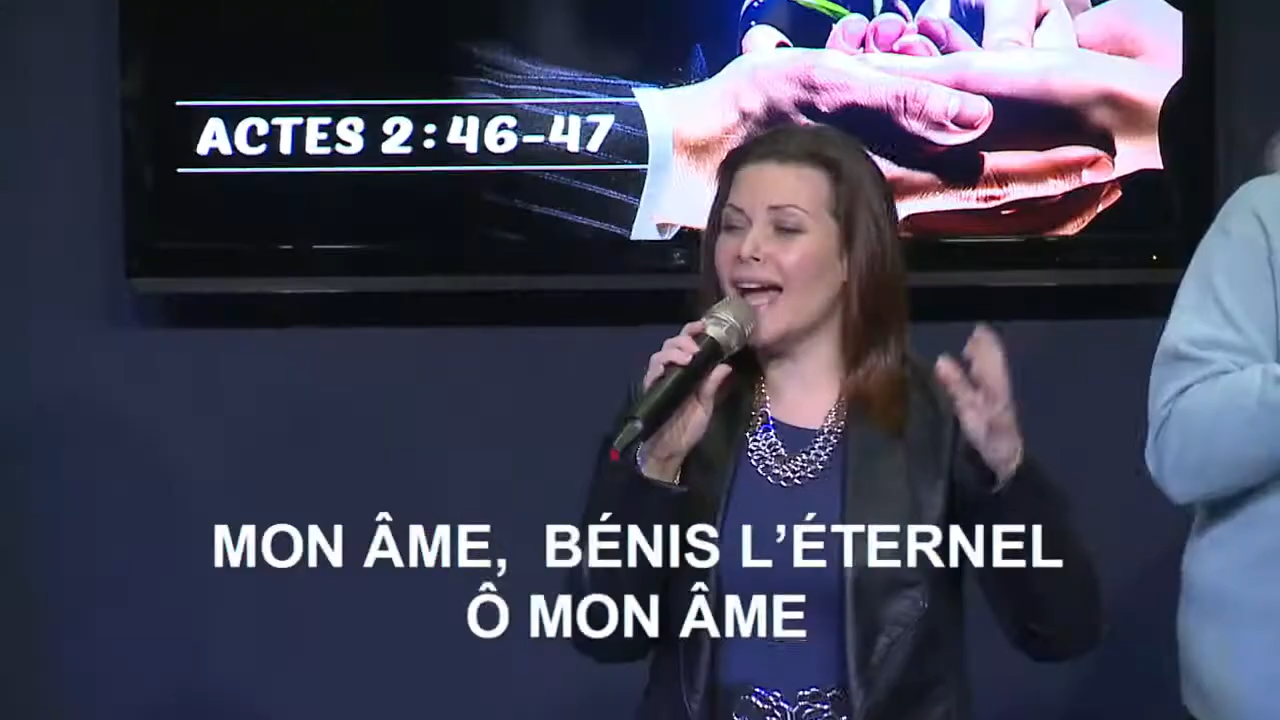 ACTES 2:46-47
MON ÂME, BÉNIS L’ÉTERNEL
Ô MON ÂME